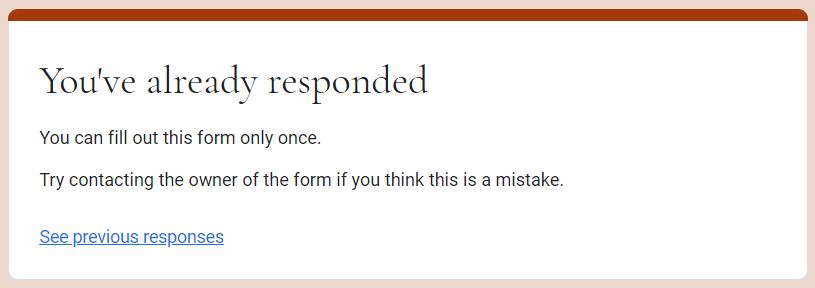 You've already responded
You can fill out this form only once.
Try contacting the owner of the form if you think this is a mistake.
See previous responses